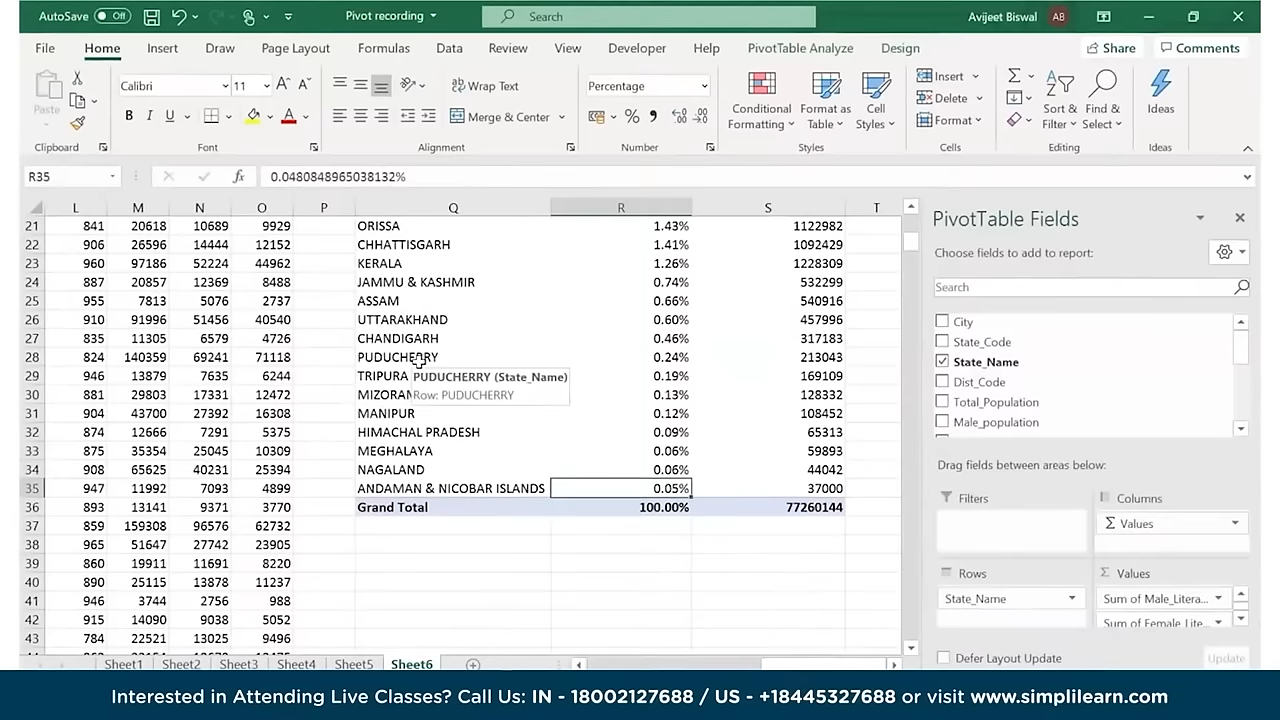 AutoSave Off Pivot recording Search Avijeet Biswal AB
File Home Insert Draw Page Layout Formulas Data Review View Developer Help PivotTable Analyze Design Share Comments
Paste Calibri 11 A A Wrap Text Percentage Conditional Formatting Format as Table Cell Styles Insert Sort & Filter Find & Select Ideas
B I U A Merge & Center % Delete
Format
Clipboard Font Alignment Number Styles Cells Editing Ideas
R35 fx 0.0480848965038132%
L M N O P Q R S T
21 841 20618 10689 9929 ORISSA 1.43% 1122982
22 906 26596 14444 12152 CHHATTISGARH 1.41% 1092429
23 960 97186 52224 44962 KERALA 1.26% 1228309
24 887 20857 12369 8488 JAMMU & KASHMIR 0.74% 532299
25 955 7813 5076 2737 ASSAM 0.66% 540916
26 910 91996 51456 40540 UTTARAKHAND 0.60% 457996
27 835 11305 6579 4726 CHANDIGARH 0.46% 317183
28 824 140359 69241 71118 PUDUCHERRY 0.24% 213043
29 946 13879 7635 6244 TRIPURA 0.19% 169109
30 881 29803 17331 12472 0.13% 128332
31 904 43700 27392 16308 MANIPUR 0.12% 108452
32 874 12666 7291 5375 HIMACHAL PRADESH 0.09% 65313
33 875 35354 25045 10309 MEGHALAYA 0.06% 59893
34 908 65625 40231 25394 NAGALAND 0.06% 44042
35 947 11992 7093 4899 ANDAMAN & NICOBAR ISLANDS 0.05% 37000
36 893 13141 9371 3770 Grand Total 100.00% 77260144
37 859 159308 96576 62732
38 965 51647 27742 23905
39 860 19911 11691 8220
40 890 25115 13878 11237
41 946 3744 2756 988
42 915 14090 9038 5052
43 784 22521 13025 9496
PUDUCHERRY (State_Name)
Row: PUDUCHERRY
PivotTable Fields
Choose fields to add to report:
Search
City
State_Code
State_Name
Dist_Code
Total_Population
Male_population
Drag fields between areas below:
Filters Columns
Σ Values
Rows Σ Values
State_Name Sum of Male_Litera...
Sum of Female_Lite...
Defer Layout Update Update
Sheet1 Sheet2 Sheet3 Sheet4 Sheet5 Sheet6
Interested in Attending Live Classes? Call Us: IN - 18002127688 / US - +18445327688 or visit www.simplilearn.com